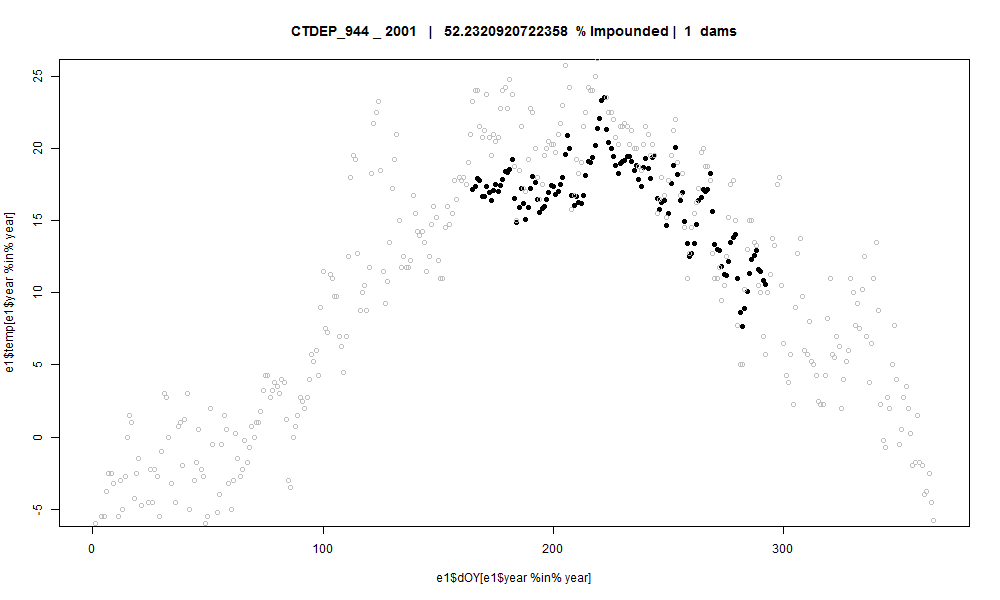 CTDEP_944 _ 2001 | 52.2320920722358 % Impounded | 1 dams
e1$temp[e1$year %in% year]
25
20
15
10
5
0
-5
0 100 200 300
e1$dOY[e1$year %in% year]